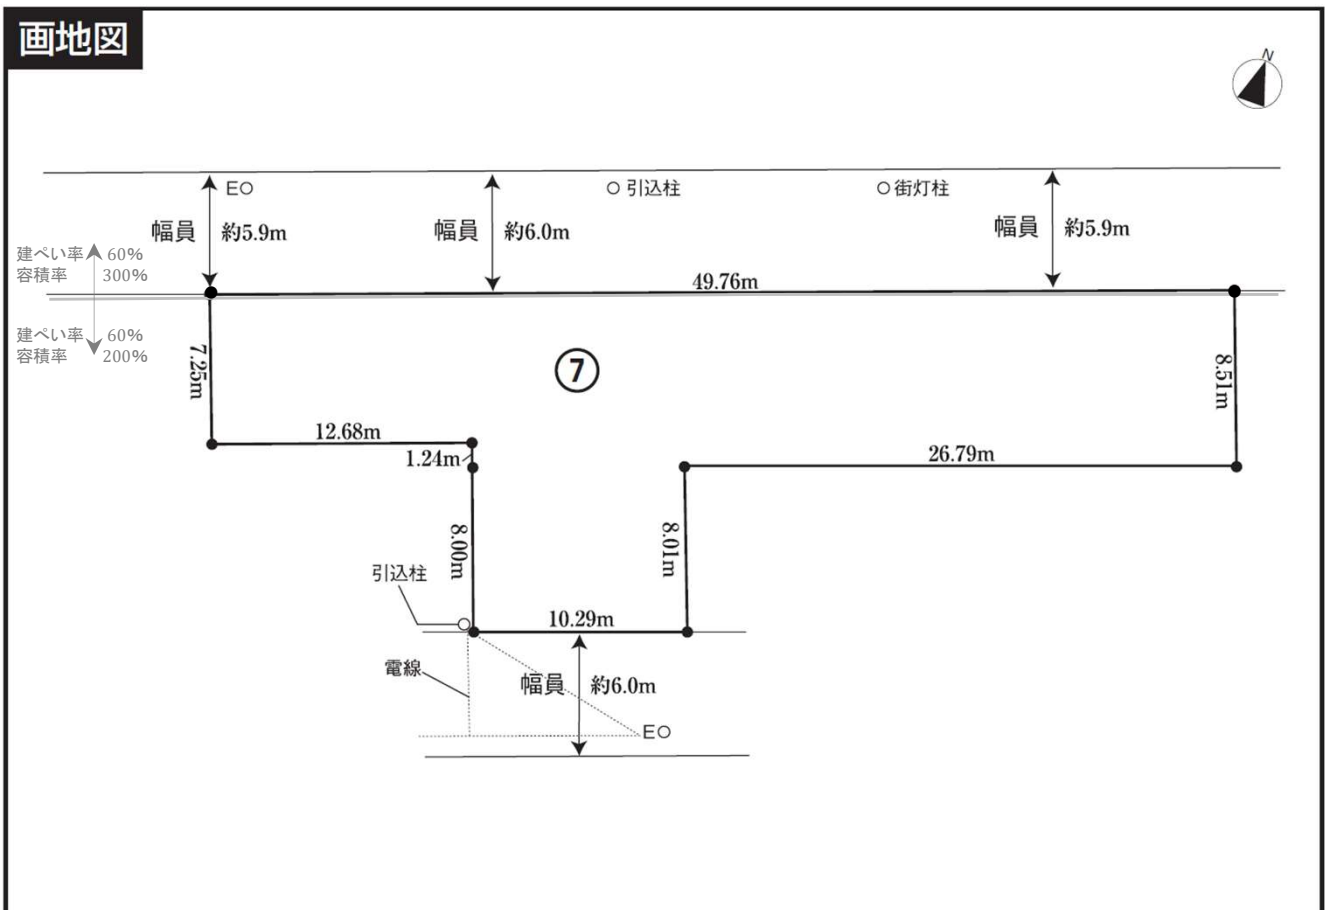 画地図
N
E
引込柱
街灯柱
幅員 約5.9m
幅員 約6.0m
幅員 約5.9m
建ぺい率 60%
容積率 300%
49.76m
建ぺい率 60%
容積率 200%
7.25m
⑦
8.51m
12.68m
1.24m
26.79m
8.00m
8.01m
引込柱
10.29m
電線
幅員 約6.0m
E